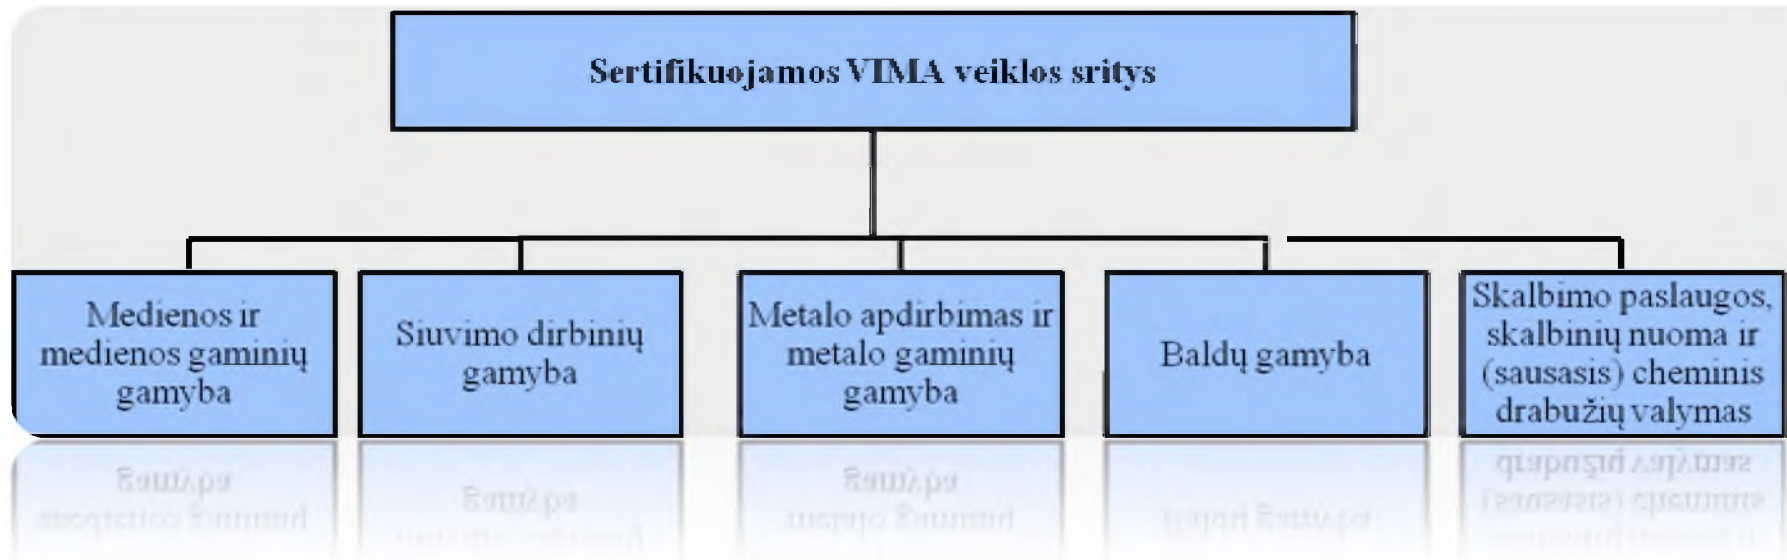 Sertifikuojamos VTMA veiklos sritys
Medienos ir
medienos gaminių
gamyba
Siuvimo dirbinių
gamyba
Metalo apdirbimas ir
metalo gaminių
gamyba
Baldų gamyba
Skalbimo paslaugos,
skalbinių nuoma ir
(sausasis) cheminis
drabužių valymas